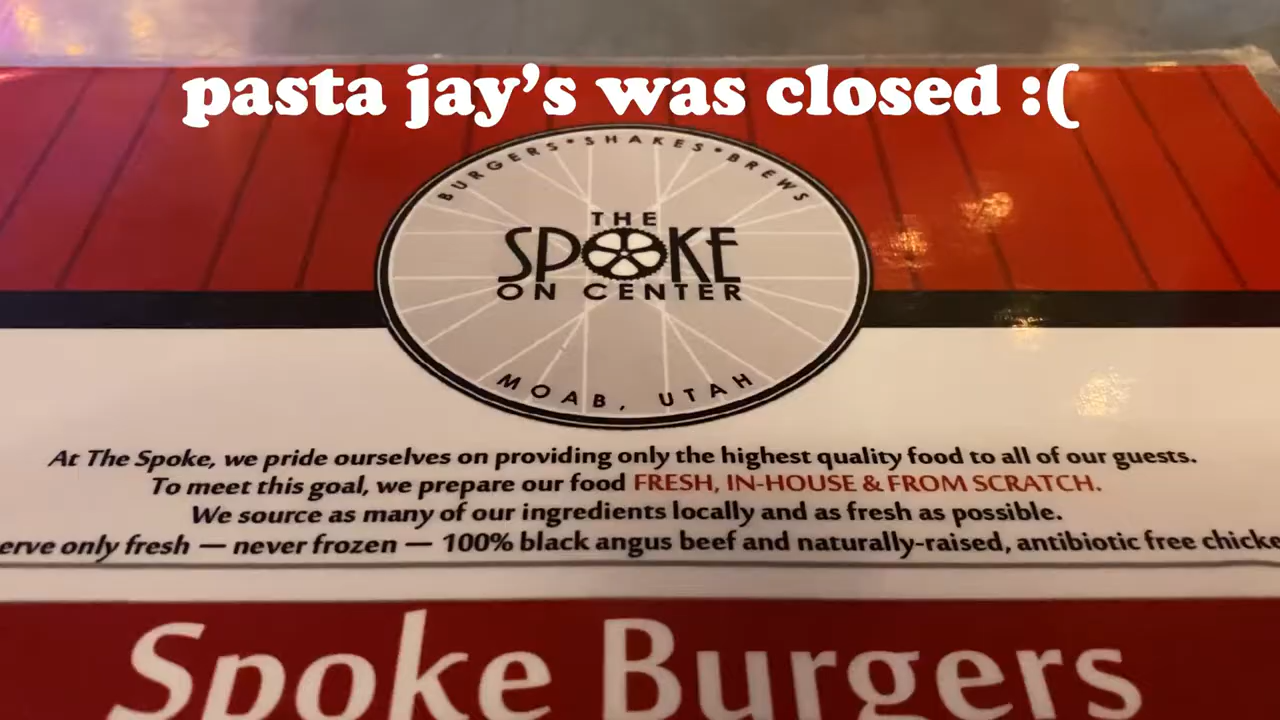 pasta jay's was closed :(
BURGERS • SHAKES • BREWS
THE
SPOKE
ON CENTER
MOAB, UTAH
At The Spoke, we pride ourselves on providing only the highest quality food to all of our guests.
To meet this goal, we prepare our food FRESH, IN-HOUSE & FROM SCRATCH.
We source as many of our ingredients locally and as fresh as possible.
erve only fresh — never frozen — 100% black angus beef and naturally-raised, antibiotic free chicke
Spoke Burgers